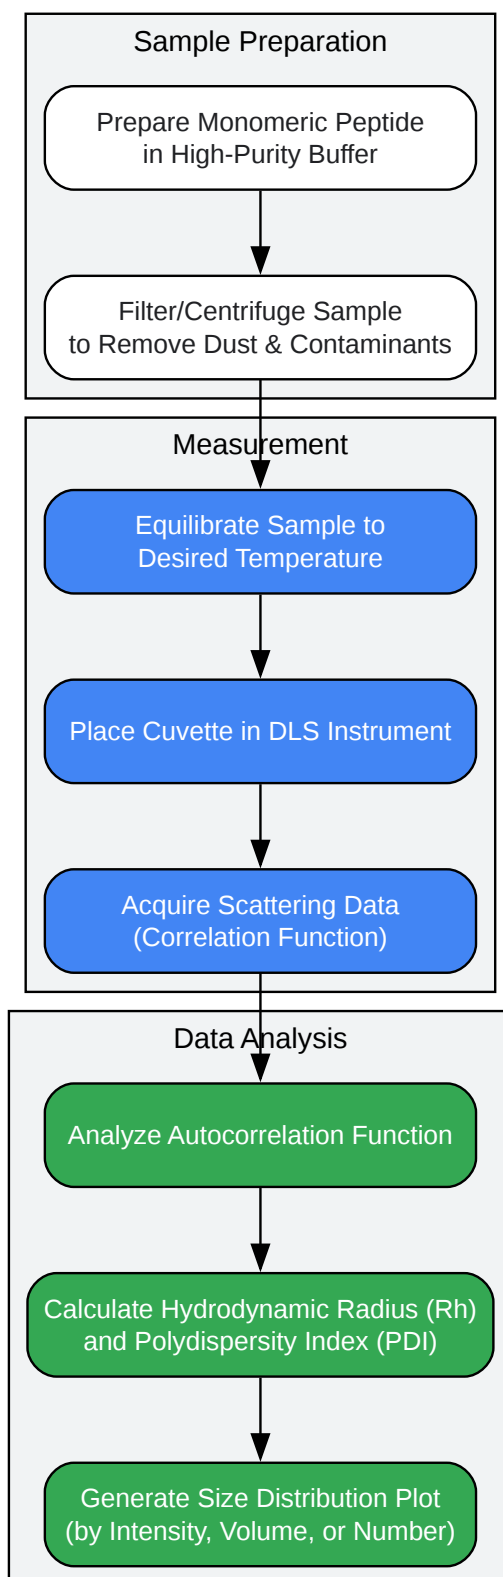 Sample Preparation
Prepare Monomeric Peptide
in High-Purity Buffer
Filter/Centrifuge Sample
to Remove Dust & Contaminants
Measurement
Equilibrate Sample to
Desired Temperature
Place Cuvette in DLS Instrument
Acquire Scattering Data
(Correlation Function)
Data Analysis
Analyze Autocorrelation Function
Calculate Hydrodynamic Radius (Rh)
and Polydispersity Index (PDI)
Generate Size Distribution Plot
(by Intensity, Volume, or Number)